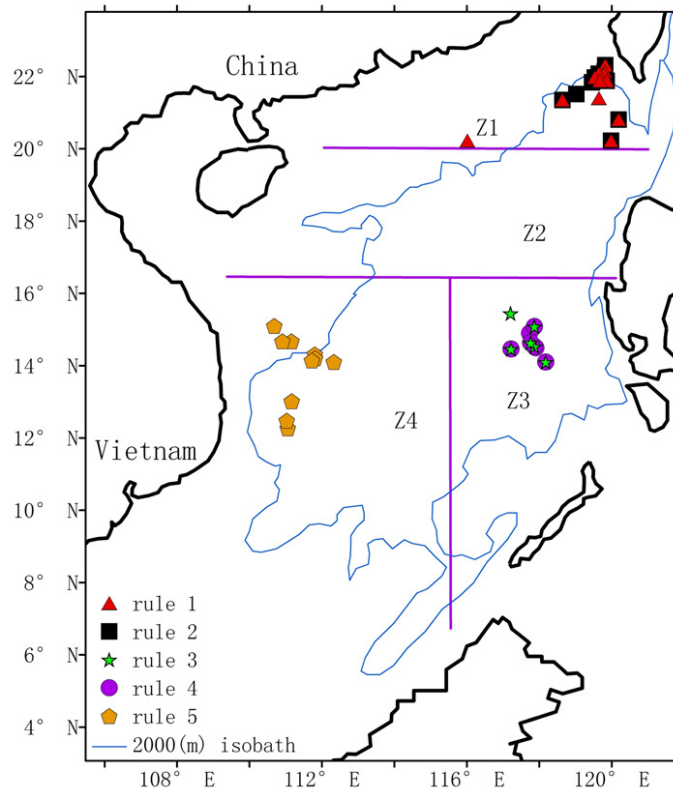 China
22° N
Z1
20° N
18° N
Z2
16° N
14° N
Z3
Z4
12° N
Vietnam
10° N
8° N
rule 1
rule 2
6° N
rule 3
rule 4
4° N
rule 5
2000(m) isobath
108° E 112° E 116° E 120° E